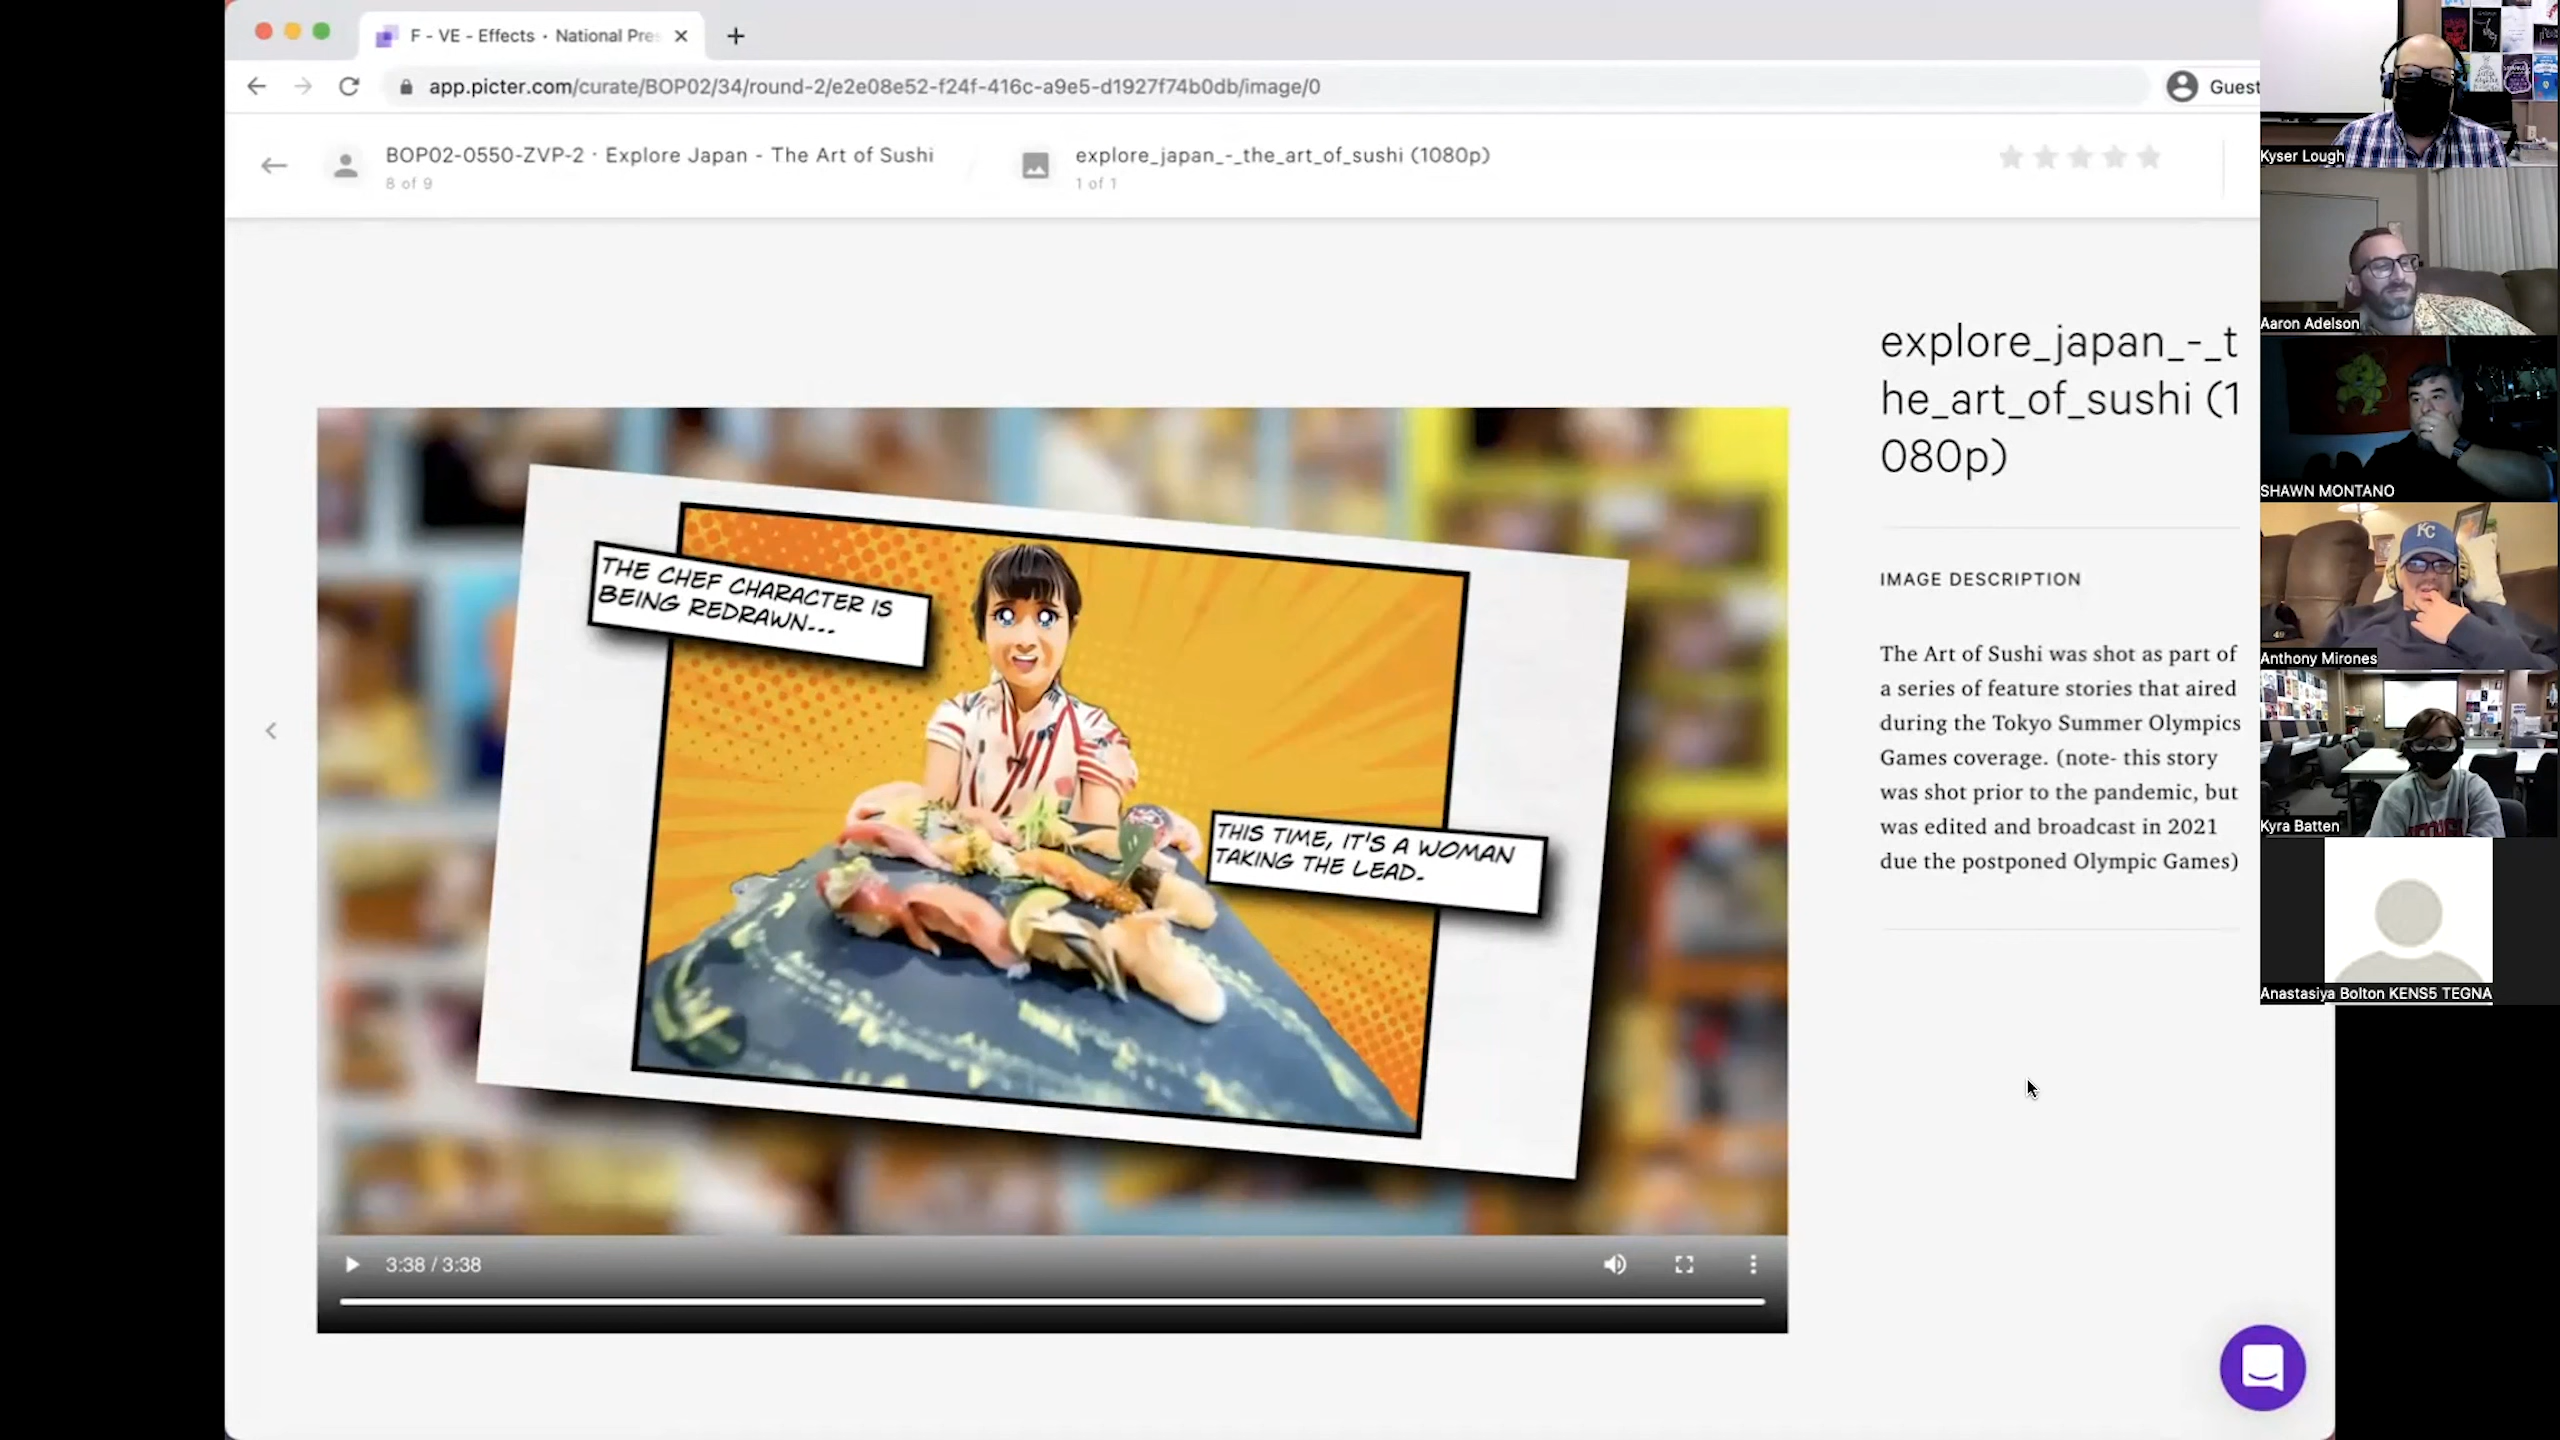 F - VE - Effects · National Pres
app.picter.com/curate/BOP02/34/round-2/e2e08e52-f24f-416c-a9e5-d1927f74b0db/image/0
Guest
BOP02-0550-ZVP-2 · Explore Japan - The Art of Sushi
8 of 9
explore_japan_-_the_art_of_sushi (1080p)
1 of 1
THE CHEF CHARACTER IS
BEING REDRAWN...
THIS TIME, IT'S A WOMAN
TAKING THE LEAD.
3:38 / 3:38
explore_japan_-_t
he_art_of_sushi (1
080p)
IMAGE DESCRIPTION
The Art of Sushi was shot as part of
a series of feature stories that aired
during the Tokyo Summer Olympics
Games coverage. (note- this story
was shot prior to the pandemic, but
was edited and broadcast in 2021
due the postponed Olympic Games)
Kyser Lough
Aaron Adelson
SHAWN MONTANO
KC
Anthony Mirones
Kyra Batten
Anastasiya Bolton KENS5 TEGNA